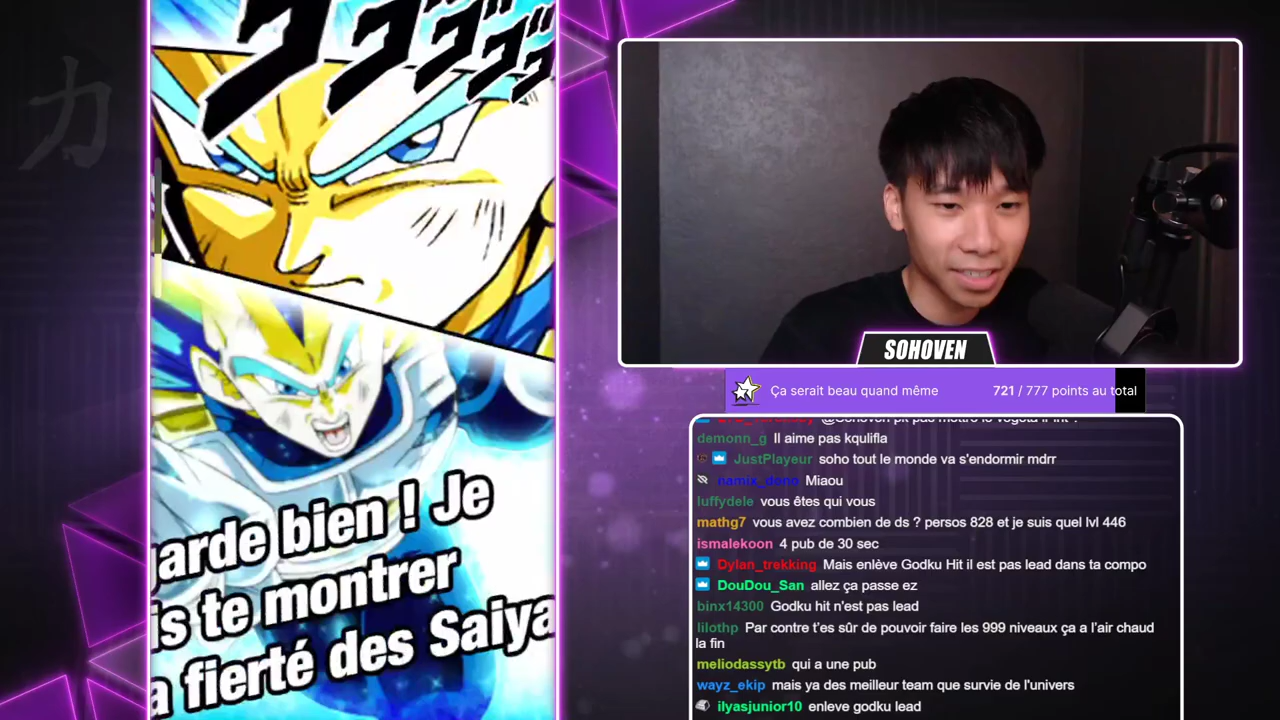 力
ググググ
SOHOVEN
Ça serait beau quand même 721 / 777 points au total
demonn_g Il aime pas kqulifla
JustPlayeur soho tout le monde va s'endormir mdrr
namix_donn Miaou
luffydele vous êtes qui vous
mathg7 vous avez combien de ds ? persos 828 et je suis quel lvl 446
ismalekoon 4 pub de 30 sec
Dylan_trekking Mais enlève Godku Hit il est pas lead dans ta compo
DouDou_San allez ça passe ez
binx14300 Godku hit n'est pas lead
lilothp Par contre t'es sûr de pouvoir faire les 999 niveaux ça a l'air chaud
la fin
meliodassytb qui a une pub
wayz_ekip mais ya des meilleur team que survie de l'univers
ilyasjunior10 enleve godku lead
arde bien ! Je
is te montrer
a fierté des Saiya